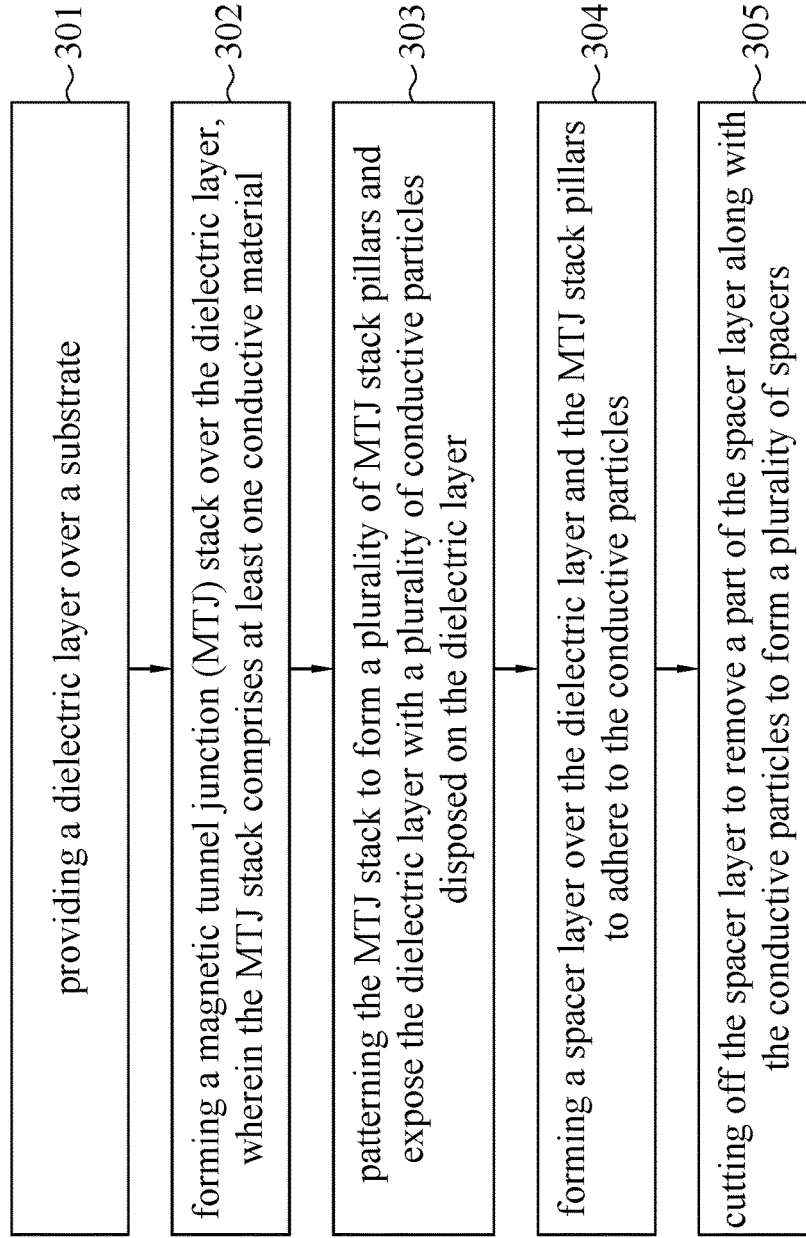 providing a dielectric layer over a substrate
301
forming a magnetic tunnel junction (MTJ) stack over the dielectric layer,
wherein the MTJ stack comprises at least one conductive material
302
patterning the MTJ stack to form a plurality of MTJ stack pillars and
expose the dielectric layer with a plurality of conductive particles
disposed on the dielectric layer
303
forming a spacer layer over the dielectric layer and the MTJ stack pillars
to adhere to the conductive particles
304
cutting off the spacer layer to remove a part of the spacer layer along with
the conductive particles to form a plurality of spacers
305